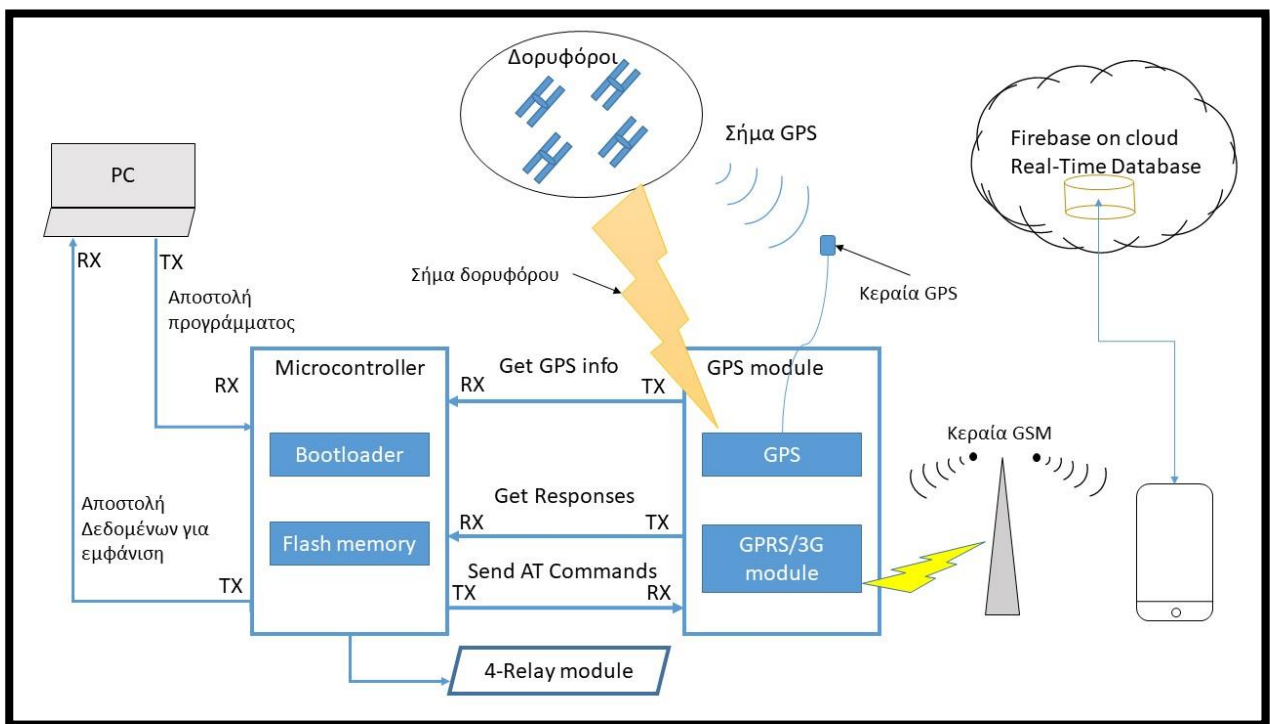 Δορυφόροι
Σήμα GPS
Firebase on cloud
Real-Time Database
PC
RX
TX
Σήμα δορυφόρου
Κεραία GPS
Αποστολή
προγράμματος
RX
Microcontroller
Get GPS info
RX
TX
GPS module
Bootloader
GPS
Κεραία GSM
Αποστολή
Δεδομένων για
εμφάνιση
Get Responses
RX
TX
Flash memory
GPRS/3G
module
Send AT Commands
TX
TX
RX
4-Relay module